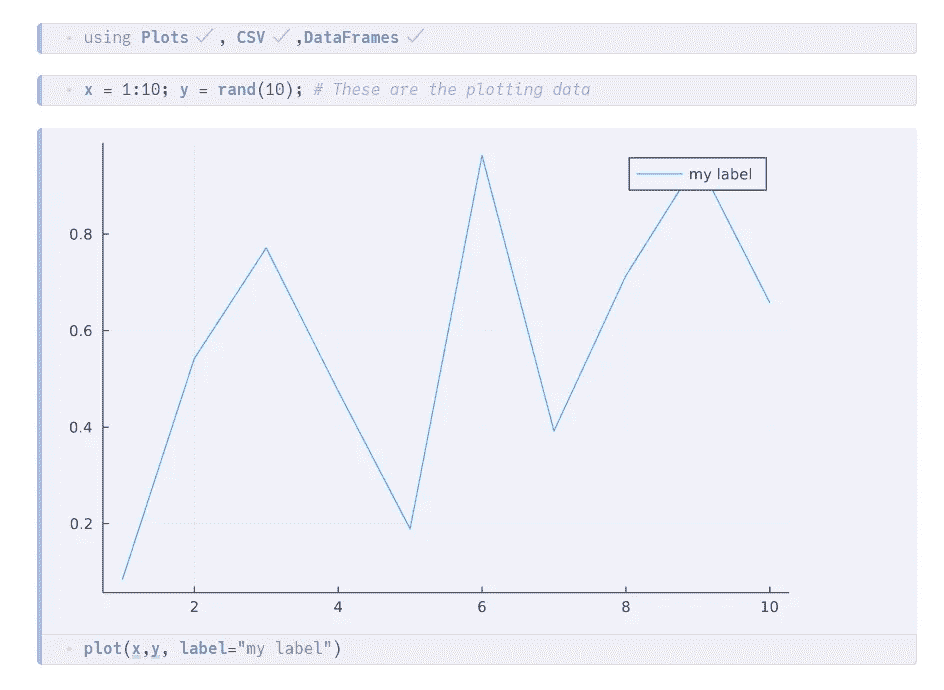 using Plots ✓, CSV ✓,DataFrames ✓
x = 1:10; y = rand(10); # These are the plotting data
my label
0.8
0.6
0.4
0.2
2 4 6 8 10
plot(x,y, label="my label")